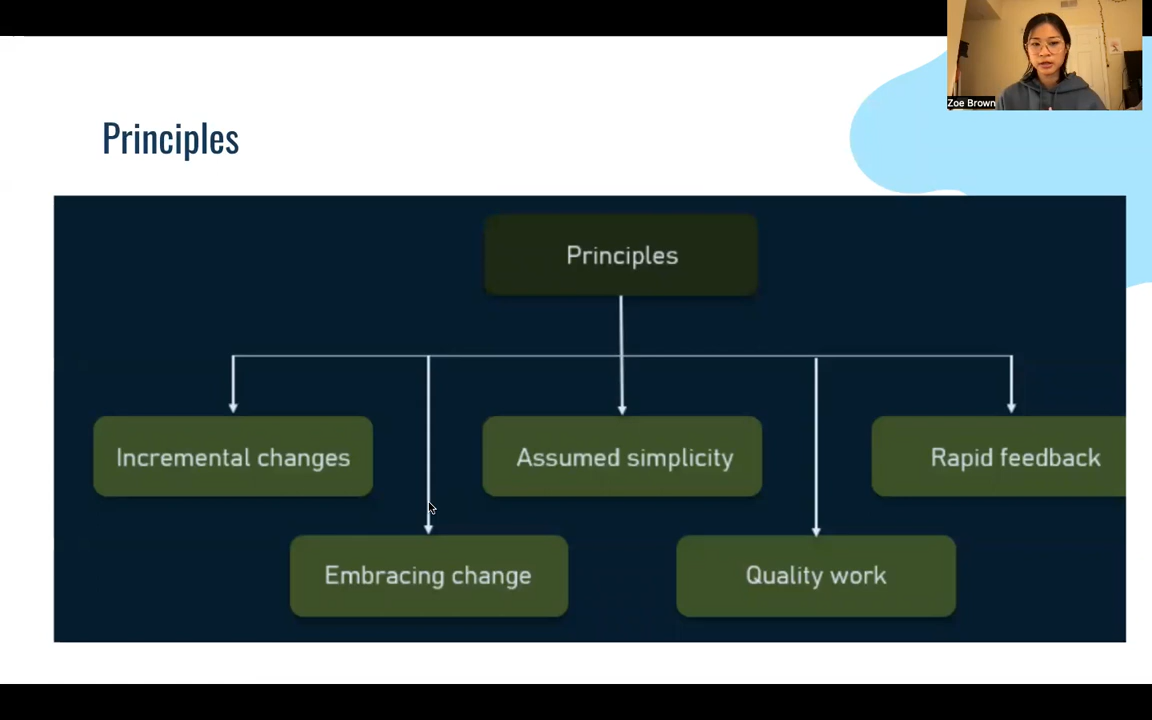 Zoe Brown
Principles
Principles
Incremental changes
Assumed simplicity
Rapid feedback
Embracing change
Quality work